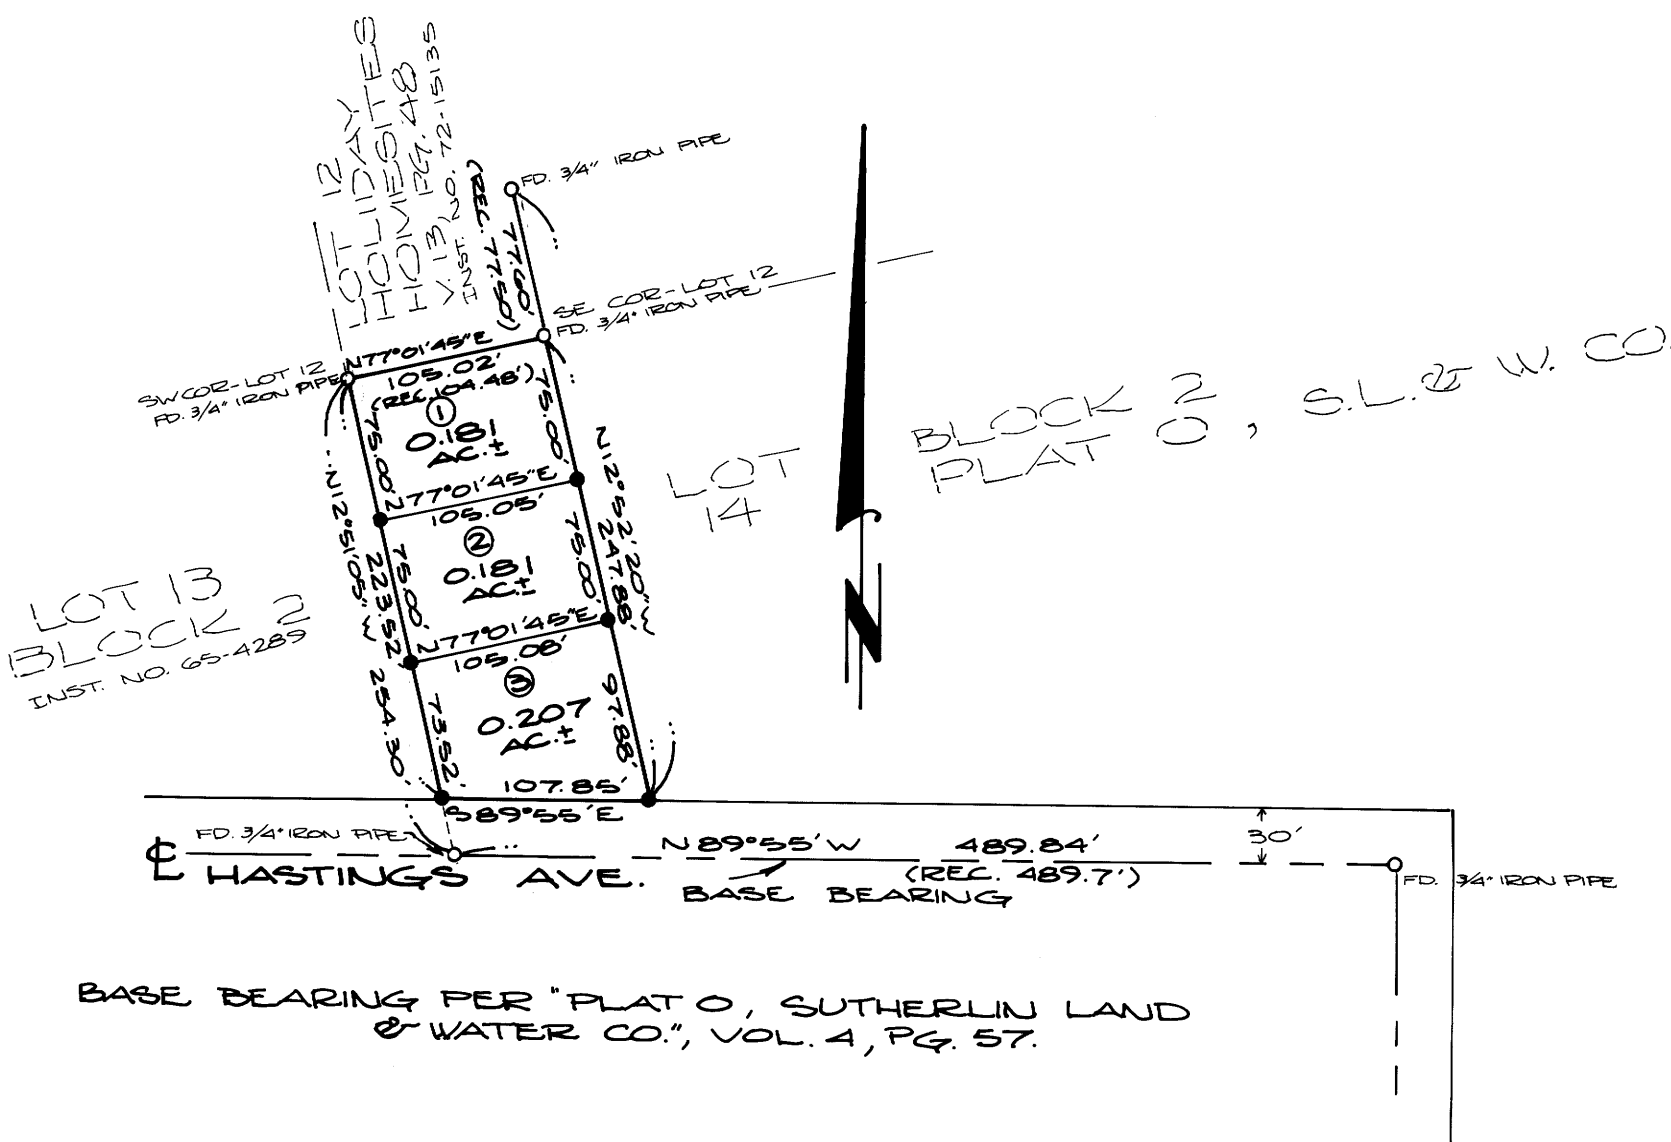 LOT 12
HOLIDAY
HOMESITES
V. 13, PG. 48
INST. NO. 72-15135
(REC. 77.50')
77.60'
FD. 3/4" IRON PIPE
SE COR-LOT 12
FD. 3/4" IRON PIPE
SW COR-LOT 12
FD. 3/4" IRON PIPE
N77°01'45"E
105.02'
(REC. 104.48')
1
0.181
AC.±
75.00'
75.00'
N77°01'45"E
105.05'
2
0.181
AC.±
75.00'
75.00'
N77°01'45"E
105.08'
3
0.207
AC.±
73.52'
97.88'
107.85'
S89°55'E
N12°51'05"W
223.52'
254.30'
N12°52'20"W
247.88'
LOT
14
BLOCK 2
PLAT O, S.L. & W. CO.
LOT 13
BLOCK 2
INST. NO. 65-4289
N
FD. 3/4" IRON PIPE
℄ HASTINGS AVE.
N89°55'W 489.84'
(REC. 489.7')
BASE BEARING
30'
FD. 3/4" IRON PIPE
BASE BEARING PER "PLAT O, SUTHERLIN LAND
& WATER CO.", VOL. 4, PG. 57.